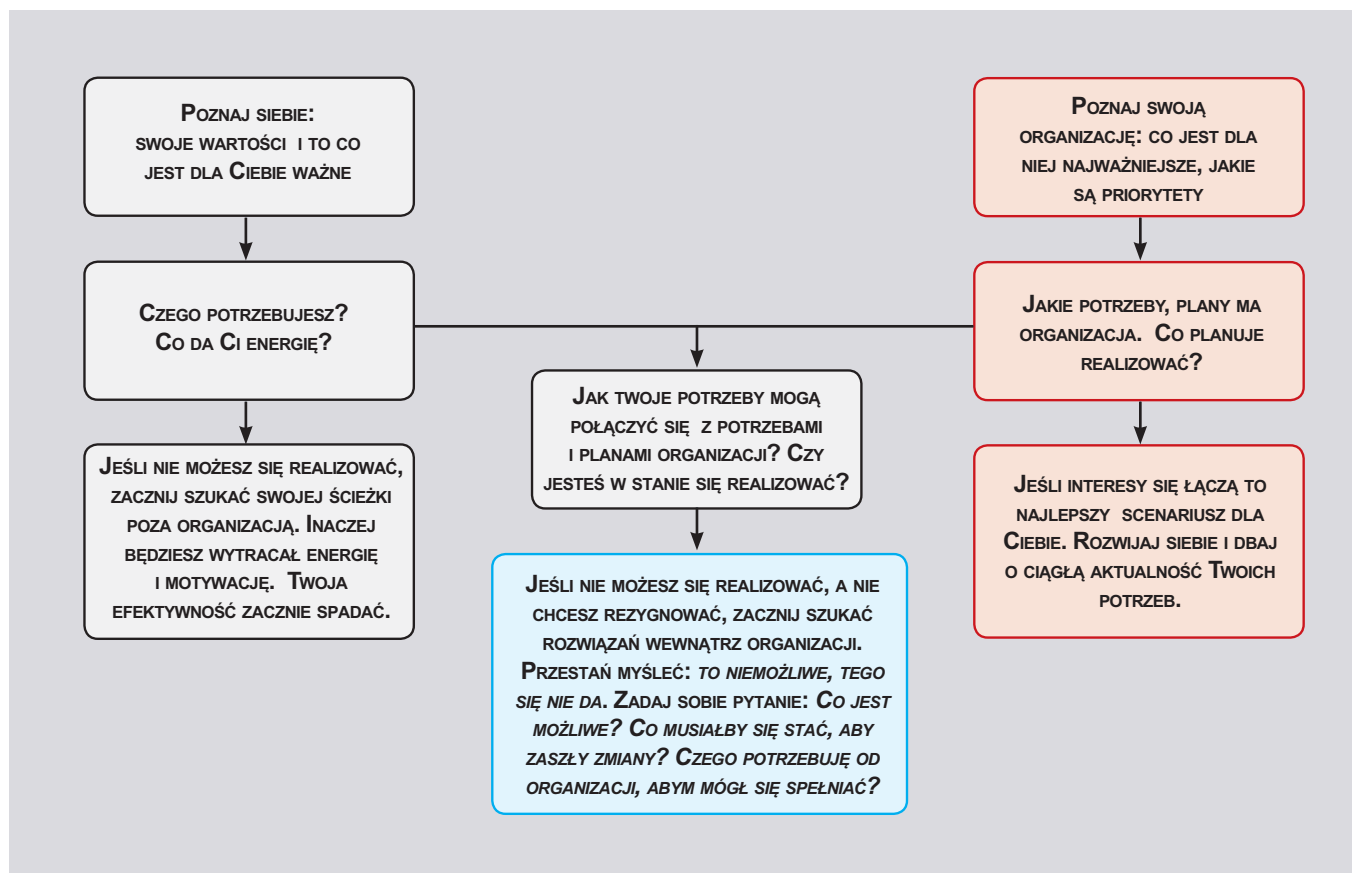 Poznaj siebie:
swoje wartości i to co
jest dla Ciebie ważne
Poznaj swoją
organizację: co jest dla
niej najważniejsze, jakie
są priorytety
Czego potrzebujesz?
Co da Ci energię?
Jakie potrzeby, plany ma
organizacja. Co planuje
realizować?
Jak twoje potrzeby mogą
połączyć się z potrzebami
i planami organizacji? Czy
jesteś w stanie się realizować?
Jeśli nie możesz się realizować,
zacznij szukać swojej ścieżki
poza organizacją. Inaczej
będziesz wytracał energię
i motywację. Twoja
efektywność zacznie spadać.
Jeśli interesy się łączą to
najlepszy scenariusz dla
Ciebie. Rozwijaj siebie i dbaj
o ciągłą aktualność Twoich
potrzeb.
Jeśli nie możesz się realizować, a nie
chcesz rezygnować, zacznij szukać
rozwiązań wewnątrz organizacji.
Przestań myśleć: to niemożliwe, tego
się nie da. Zadaj sobie pytanie: Co jest
możliwe? Co musiałby się stać, aby
zaszły zmiany? Czego potrzebuję od
organizacji, abym mógł się spełniać?